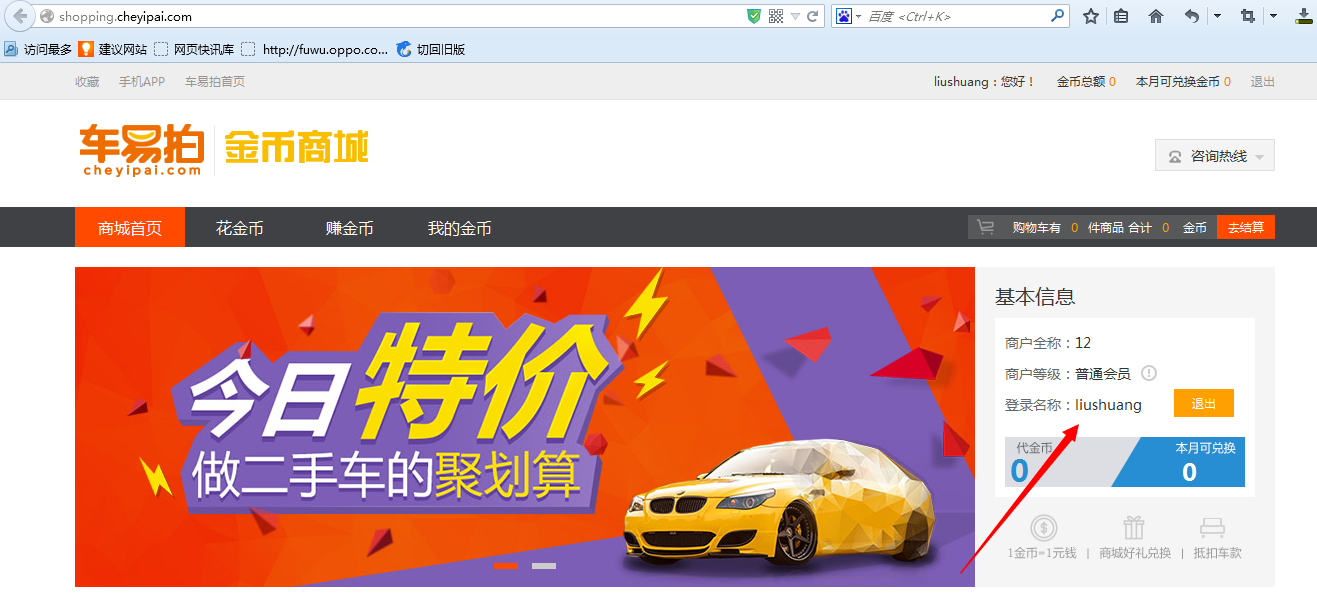 shopping.cheyipai.com
百度 <Ctrl+K>
访问最多 建议网站 网页快讯库 http://fuwu.oppo.co... 切回旧版
收藏 手机APP 车易拍首页 liushuang：您好！ 金币总额 0 本月可兑换金币 0 退出
车易拍 金币商城
cheyipai.com
咨询热线
商城首页 花金币 赚金币 我的金币 购物车有 0 件商品 合计 0 金币 去结算
今日特价
做二手车的聚划算
基本信息
商户全称：12
商户等级：普通会员
登录名称：liushuang 退出
代金币 本月可兑换
0 0
1金币=1元钱 | 商城好礼兑换 | 抵扣车款